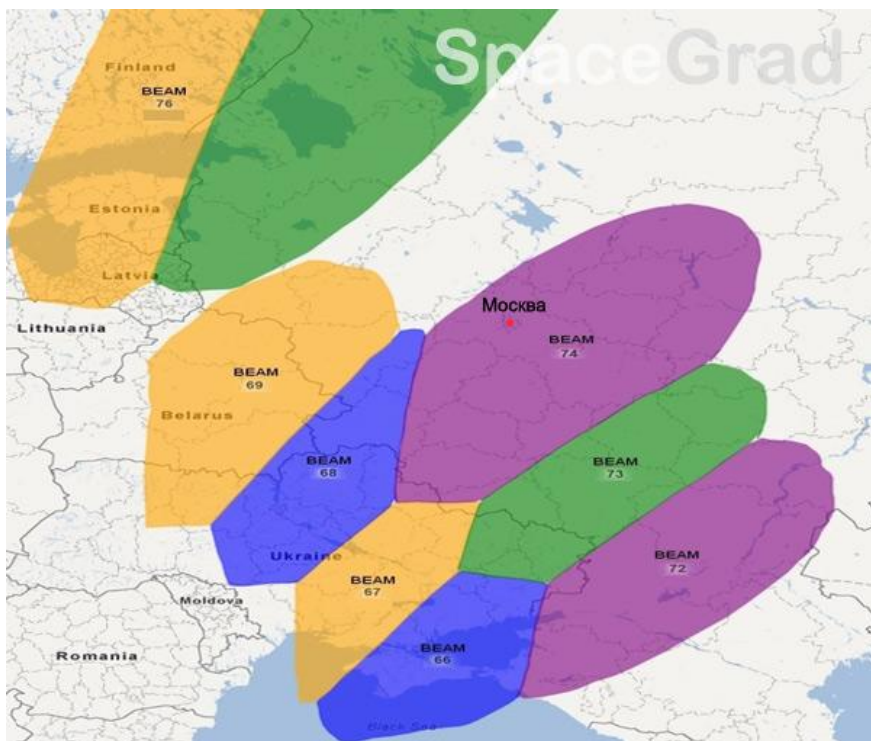 SpaceGrad
Finland
BEAM
76
Estonia
Latvia
Lithuania
Москва
BEAM
74
BEAM
69
Belarus
BEAM
68
BEAM
73
Ukraine
BEAM
72
BEAM
67
Moldova
BEAM
66
Romania
Black Sea